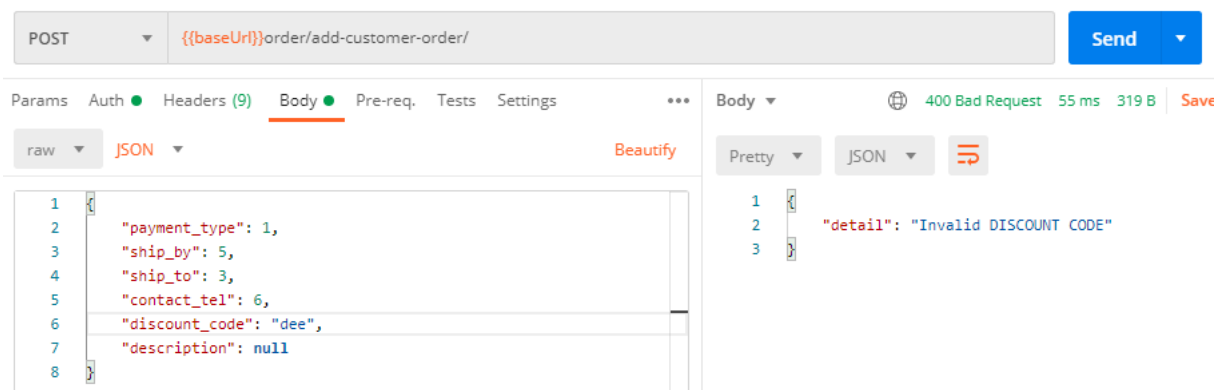 POST {{baseUrl}}order/add-customer-order/ Send
Params Auth Headers (9) Body Pre-req. Tests Settings ••• Body 400 Bad Request 55 ms 319 B Save
raw JSON Beautify Pretty JSON
1 {
2 "payment_type": 1,
3 "ship_by": 5,
4 "ship_to": 3,
5 "contact_tel": 6,
6 "discount_code": "dee",
7 "description": null
8 }
1 {
2 "detail": "Invalid DISCOUNT CODE"
3 }